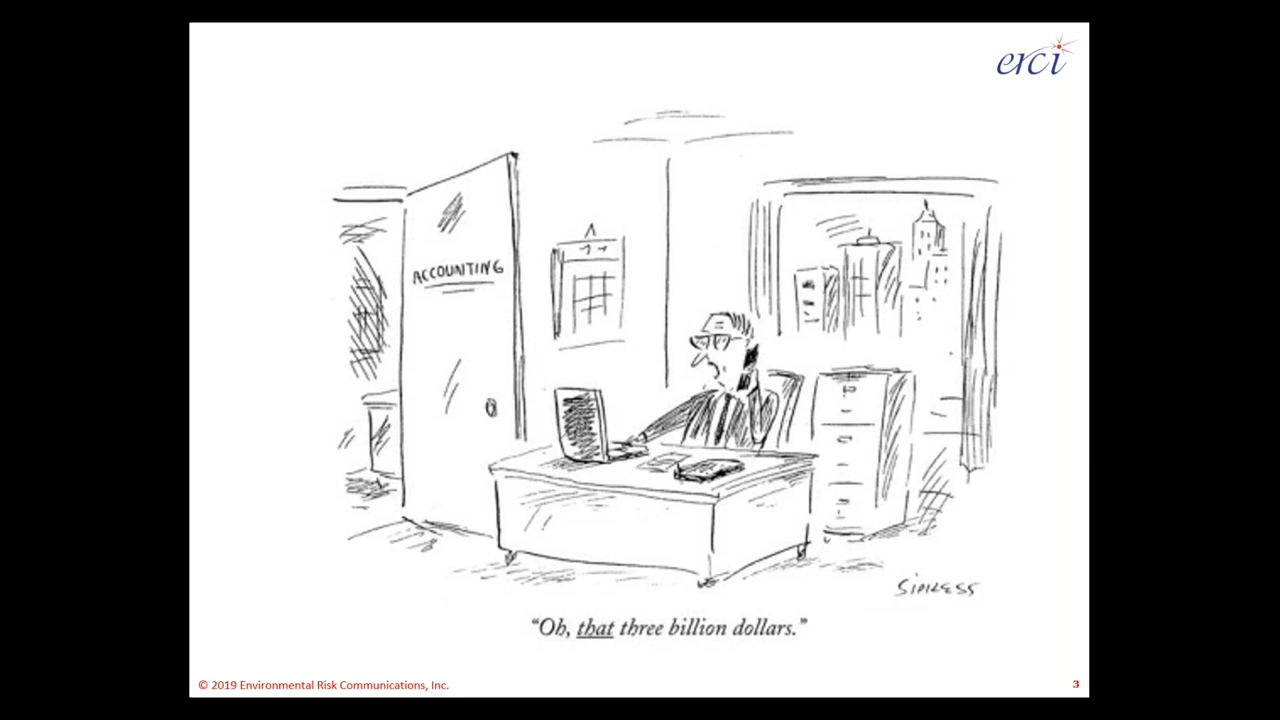 erci
ACCOUNTING
SIPRESS
“Oh, that three billion dollars.”
© 2019 Environmental Risk Communications, Inc.
3